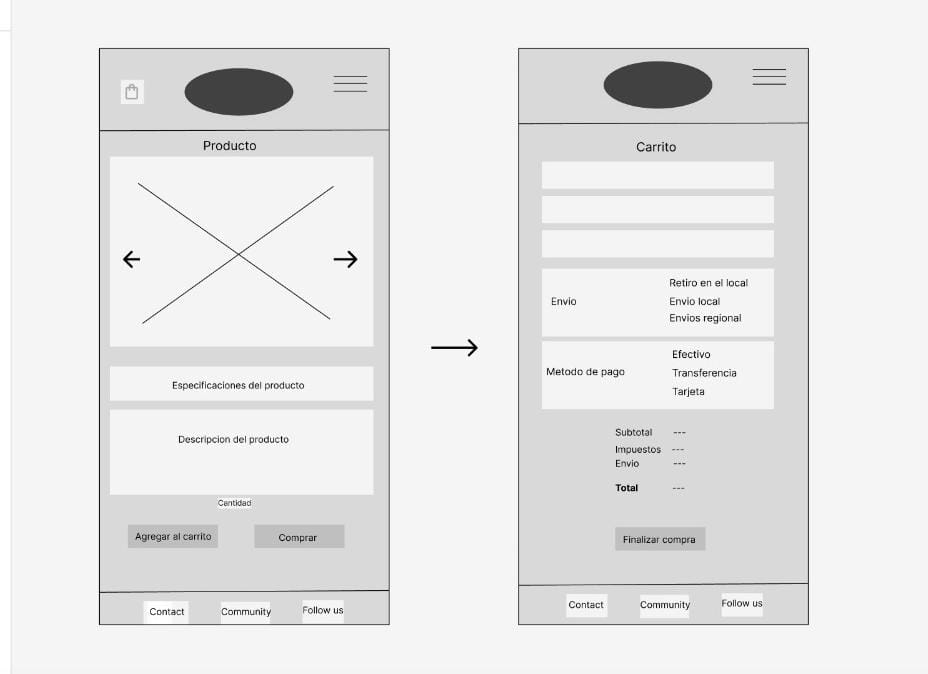 Producto
Especificaciones del producto
Descripcion del producto
Cantidad
Agregar al carrito
Comprar
Contact
Community
Follow us
Carrito
Envio
Retiro en el local
Envio local
Envios regional
Metodo de pago
Efectivo
Transferencia
Tarjeta
Subtotal ---
Impuestos ---
Envio ---
Total ---
Finalizar compra
Contact
Community
Follow us